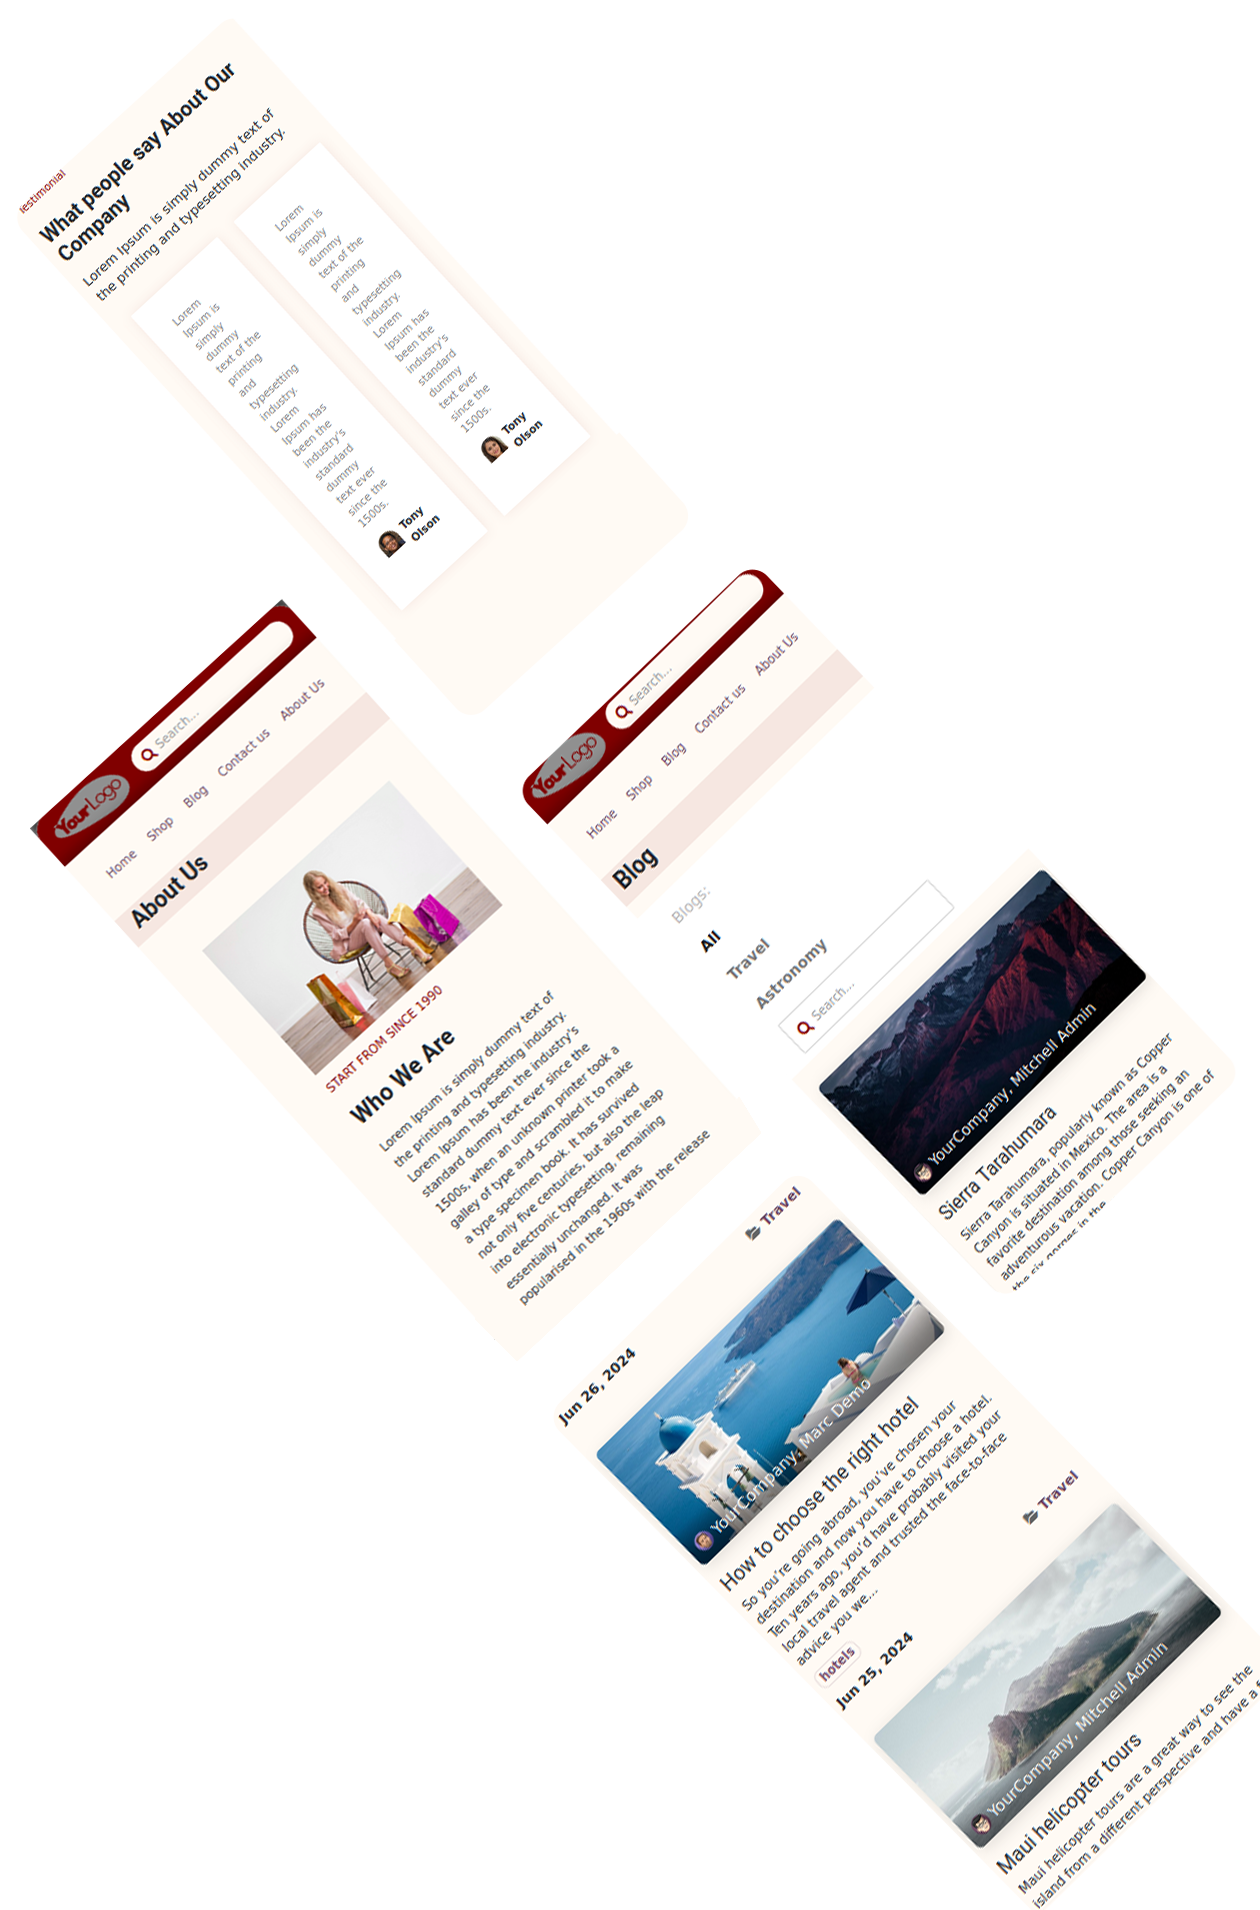 Testimonial
What people say About Our
Company
Lorem Ipsum is simply dummy text of
the printing and typesetting industry.
Lorem
Ipsum is
simply
dummy
text of the
printing
and
typesetting
industry.
Lorem
Ipsum has
been the
industry's
standard
dummy
text ever
since the
1500s.
Tony
Olson
Lorem
Ipsum is
simply
dummy
text of the
printing
and
typesetting
industry.
Lorem
Ipsum has
been the
industry's
standard
dummy
text ever
since the
1500s.
Tony
Olson
YourLogo
Search...
Home
Shop
Blog
Contact us
About Us
About Us
START FROM SINCE 1990
Who We Are
Lorem Ipsum is simply dummy text of
the printing and typesetting industry.
Lorem Ipsum has been the industry's
standard dummy text ever since the
1500s, when an unknown printer took a
galley of type and scrambled it to make
a type specimen book. It has survived
not only five centuries, but also the leap
into electronic typesetting, remaining
essentially unchanged. It was
popularised in the 1960s with the release
YourLogo
Search...
Home
Shop
Blog
Contact us
About Us
Blog
Blogs:
All
Travel
Astronomy
Search...
YourCompany, Mitchell Admin
Sierra Tarahumara
Sierra Tarahumara, popularly known as Copper
Canyon is situated in Mexico. The area is a
favorite destination among those seeking an
adventurous vacation. Copper Canyon is one of
the six gorges in the
Travel
Jun 26, 2024
YourCompany, Marc Demo
How to choose the right hotel
So you're going abroad, you've chosen your
destination and now you have to choose a hotel.
Ten years ago, you'd have probably visited your
local travel agent and trusted the face-to-face
advice you we...
hotels
Travel
Jun 25, 2024
YourCompany, Mitchell Admin
Maui helicopter tours
Maui helicopter tours are a great way to see the
island from a different perspective and have a